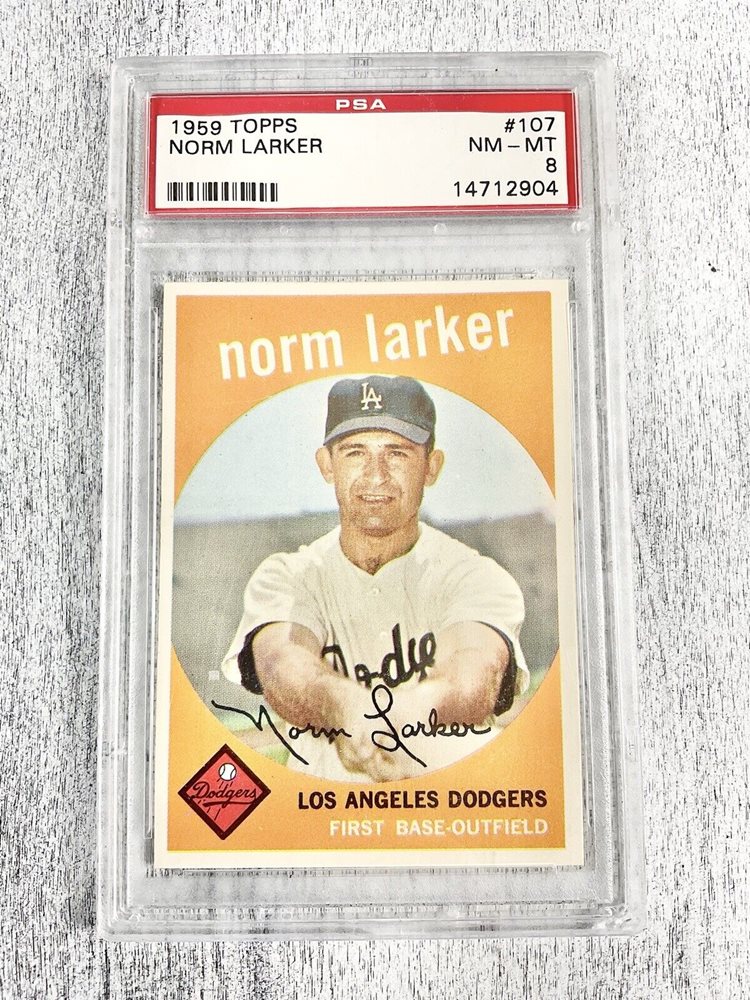 PSA
1959 TOPPS #107
NORM LARKER NM - MT
8
14712904
norm larker
LA
Dodge
Norm Larker
Dodgers
LOS ANGELES DODGERS
FIRST BASE-OUTFIELD